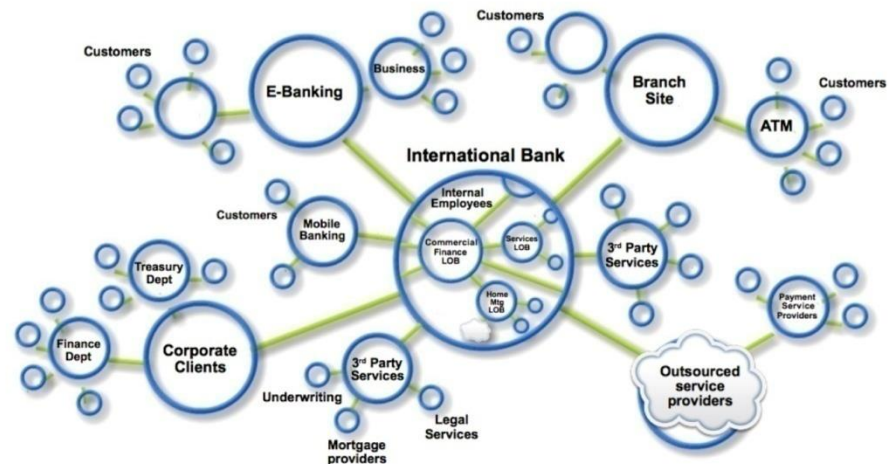 Customers
Customers
E-Banking
Business
Branch
Site
Customers
ATM
International Bank
Internal
Employees
Customers
Mobile
Banking
Commercial
Finance
LOB
Services
LOB
3rd Party
Services
Home
Mtg
LOB
Treasury
Dept
Payment
Service
Providers
Finance
Dept
Corporate
Clients
3rd Party
Services
Outsourced
service
providers
Underwriting
Legal
Services
Mortgage
providers